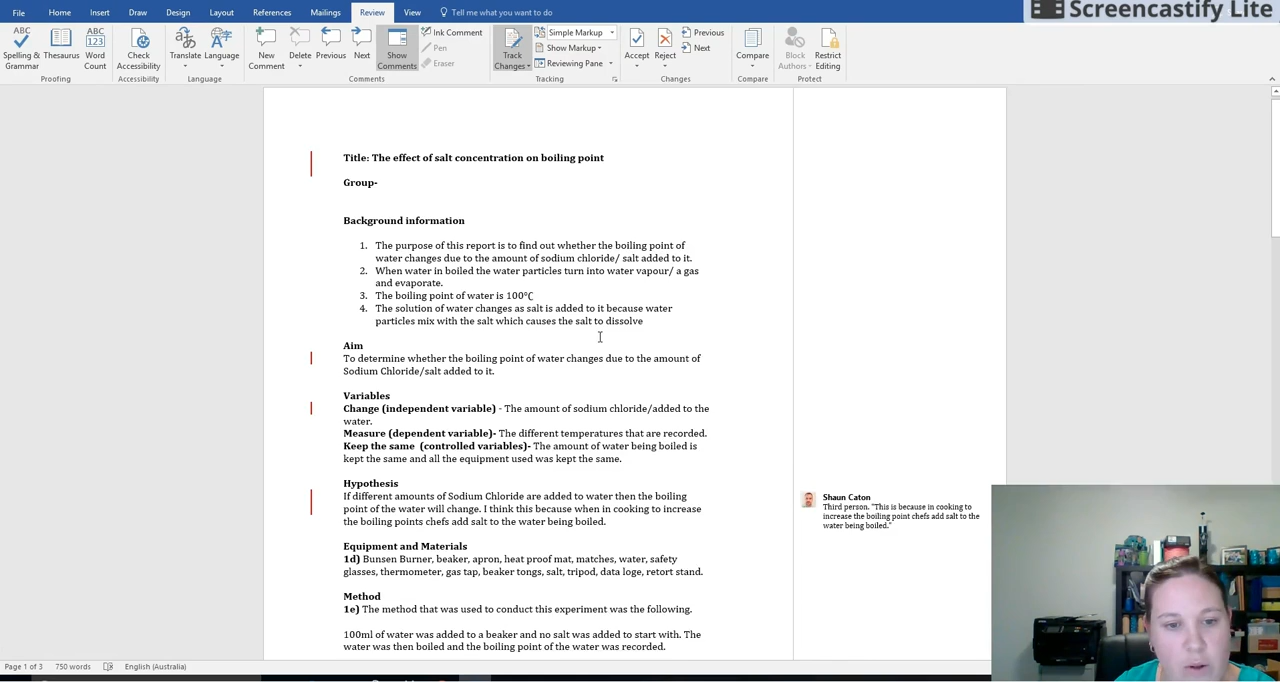 Screencastify Lite
File Home Insert Draw Design Layout References Mailings Review View Tell me what you want to do
Spelling & Grammar Thesaurus Word Count Check Accessibility Translate Language New Comment Delete Previous Next Show Comments Ink Comment Pen Eraser Track Changes Simple Markup Show Markup Reviewing Pane Accept Reject Previous Next Compare Block Authors Restrict Editing
Proofing Accessibility Language Comments Tracking Changes Compare Protect
Title: The effect of salt concentration on boiling point
Group-
Background information
1. The purpose of this report is to find out whether the boiling point of
water changes due to the amount of sodium chloride/ salt added to it.
2. When water in boiled the water particles turn into water vapour/ a gas
and evaporate.
3. The boiling point of water is 100°C
4. The solution of water changes as salt is added to it because water
particles mix with the salt which causes the salt to dissolve
Aim
To determine whether the boiling point of water changes due to the amount of
Sodium Chloride/salt added to it.
Variables
Change (independent variable) - The amount of sodium chloride/added to the
water.
Measure (dependent variable)- The different temperatures that are recorded.
Keep the same (controlled variables)- The amount of water being boiled is
kept the same and all the equipment used was kept the same.
Hypothesis
If different amounts of Sodium Chloride are added to water then the boiling
point of the water will change. I think this because when in cooking to increase
the boiling points chefs add salt to the water being boiled.
Shaun Caton
Third person. "This is because in cooking to
increase the boiling point chefs add salt to the
water being boiled."
Equipment and Materials
1d) Bunsen Burner, beaker, apron, heat proof mat, matches, water, safety
glasses, thermometer, gas tap, beaker tongs, salt, tripod, data loge, retort stand.
Method
1e) The method that was used to conduct this experiment was the following.
100ml of water was added to a beaker and no salt was added to start with. The
water was then boiled and the boiling point of the water was recorded.
Page 1 of 3 750 words English (Australia)